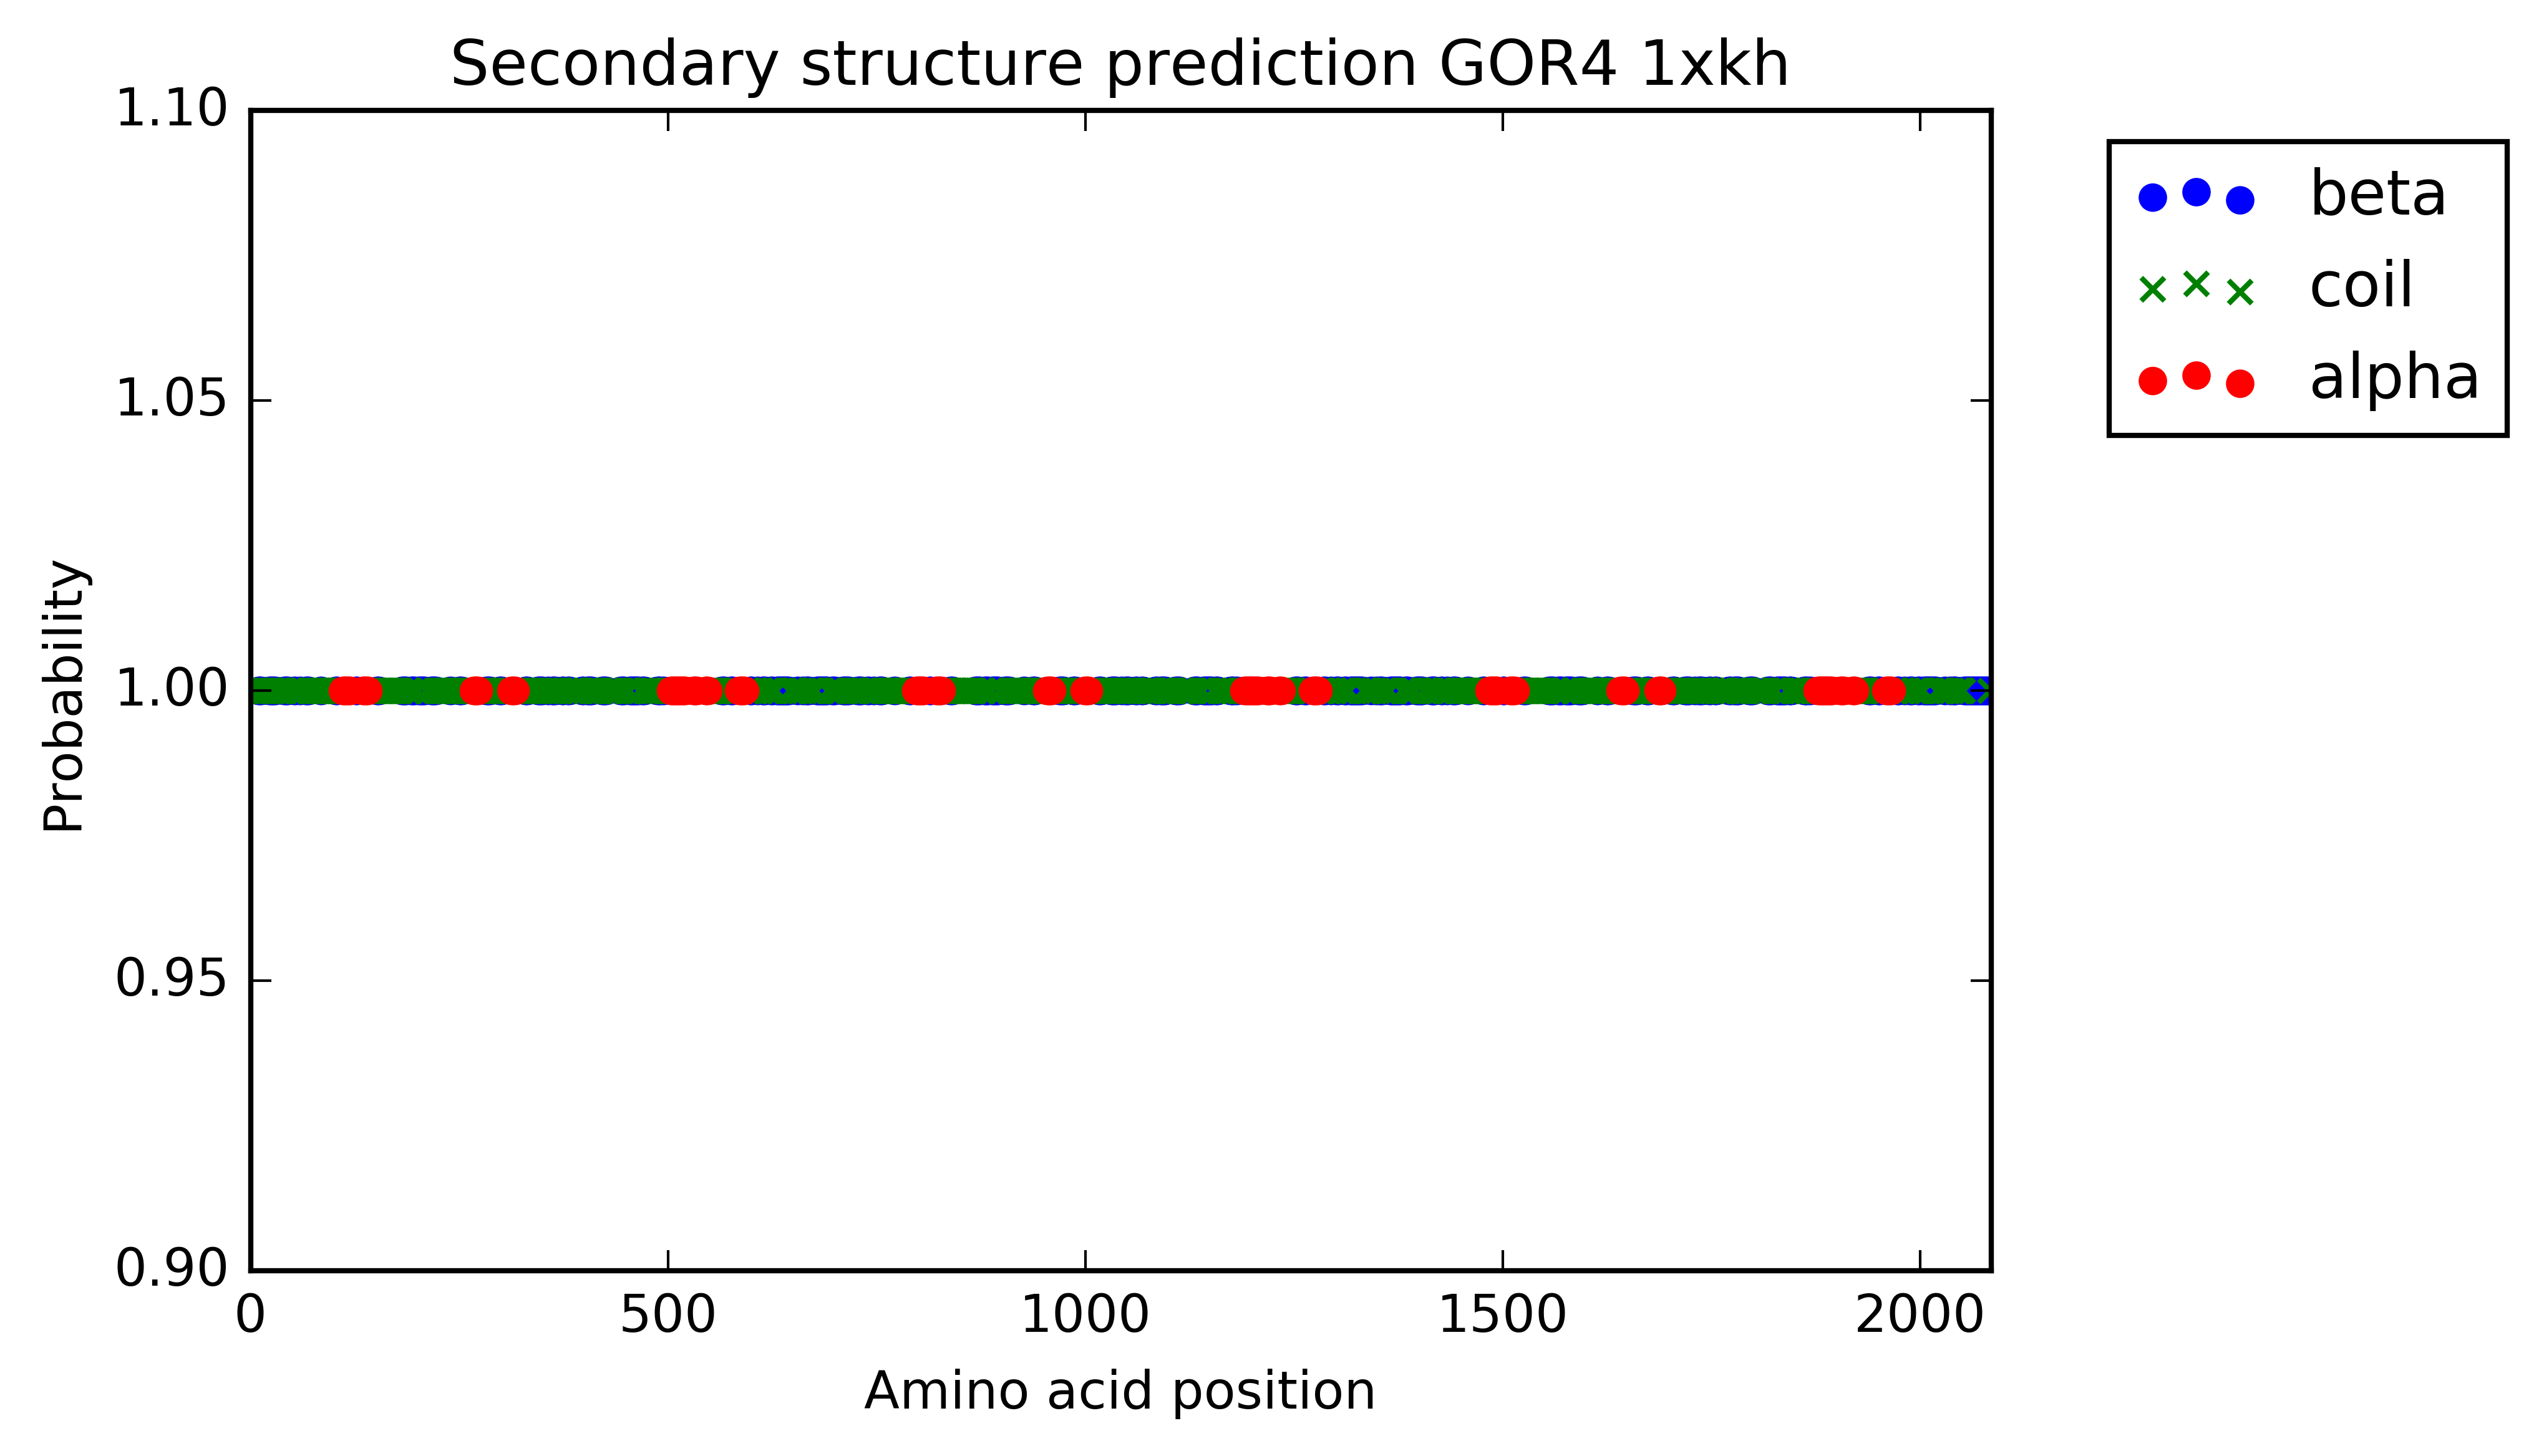 Secondary structure prediction GOR4 1xkh
1.10
1.05
1.00
0.95
0.90
Probability
0 500 1000 1500 2000
Amino acid position
beta
coil
alpha